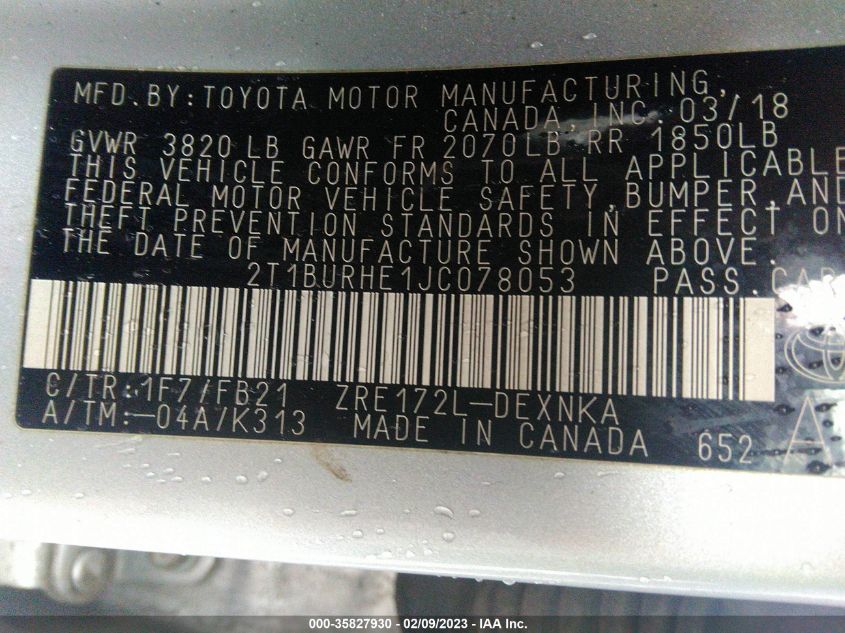 MFD. BY: TOYOTA MOTOR MANUFACTURING,
CANADA, INC. 03/18
GVWR 3820 LB GAWR FR 2070LB RR 1850LB
THIS VEHICLE CONFORMS TO ALL APPLICABLE
FEDERAL MOTOR VEHICLE SAFETY, BUMPER, AND
THEFT PREVENTION STANDARDS IN EFFECT ON
THE DATE OF MANUFACTURE SHOWN ABOVE.
2T1BURHE1JC078053 PASS. CAR
C/TR: 1F7/FB21 ZRE172L-DEXNKA
A/TM: -04A/K313 MADE IN CANADA 652 A
000-35827930 - 02/09/2023 - IAA Inc.